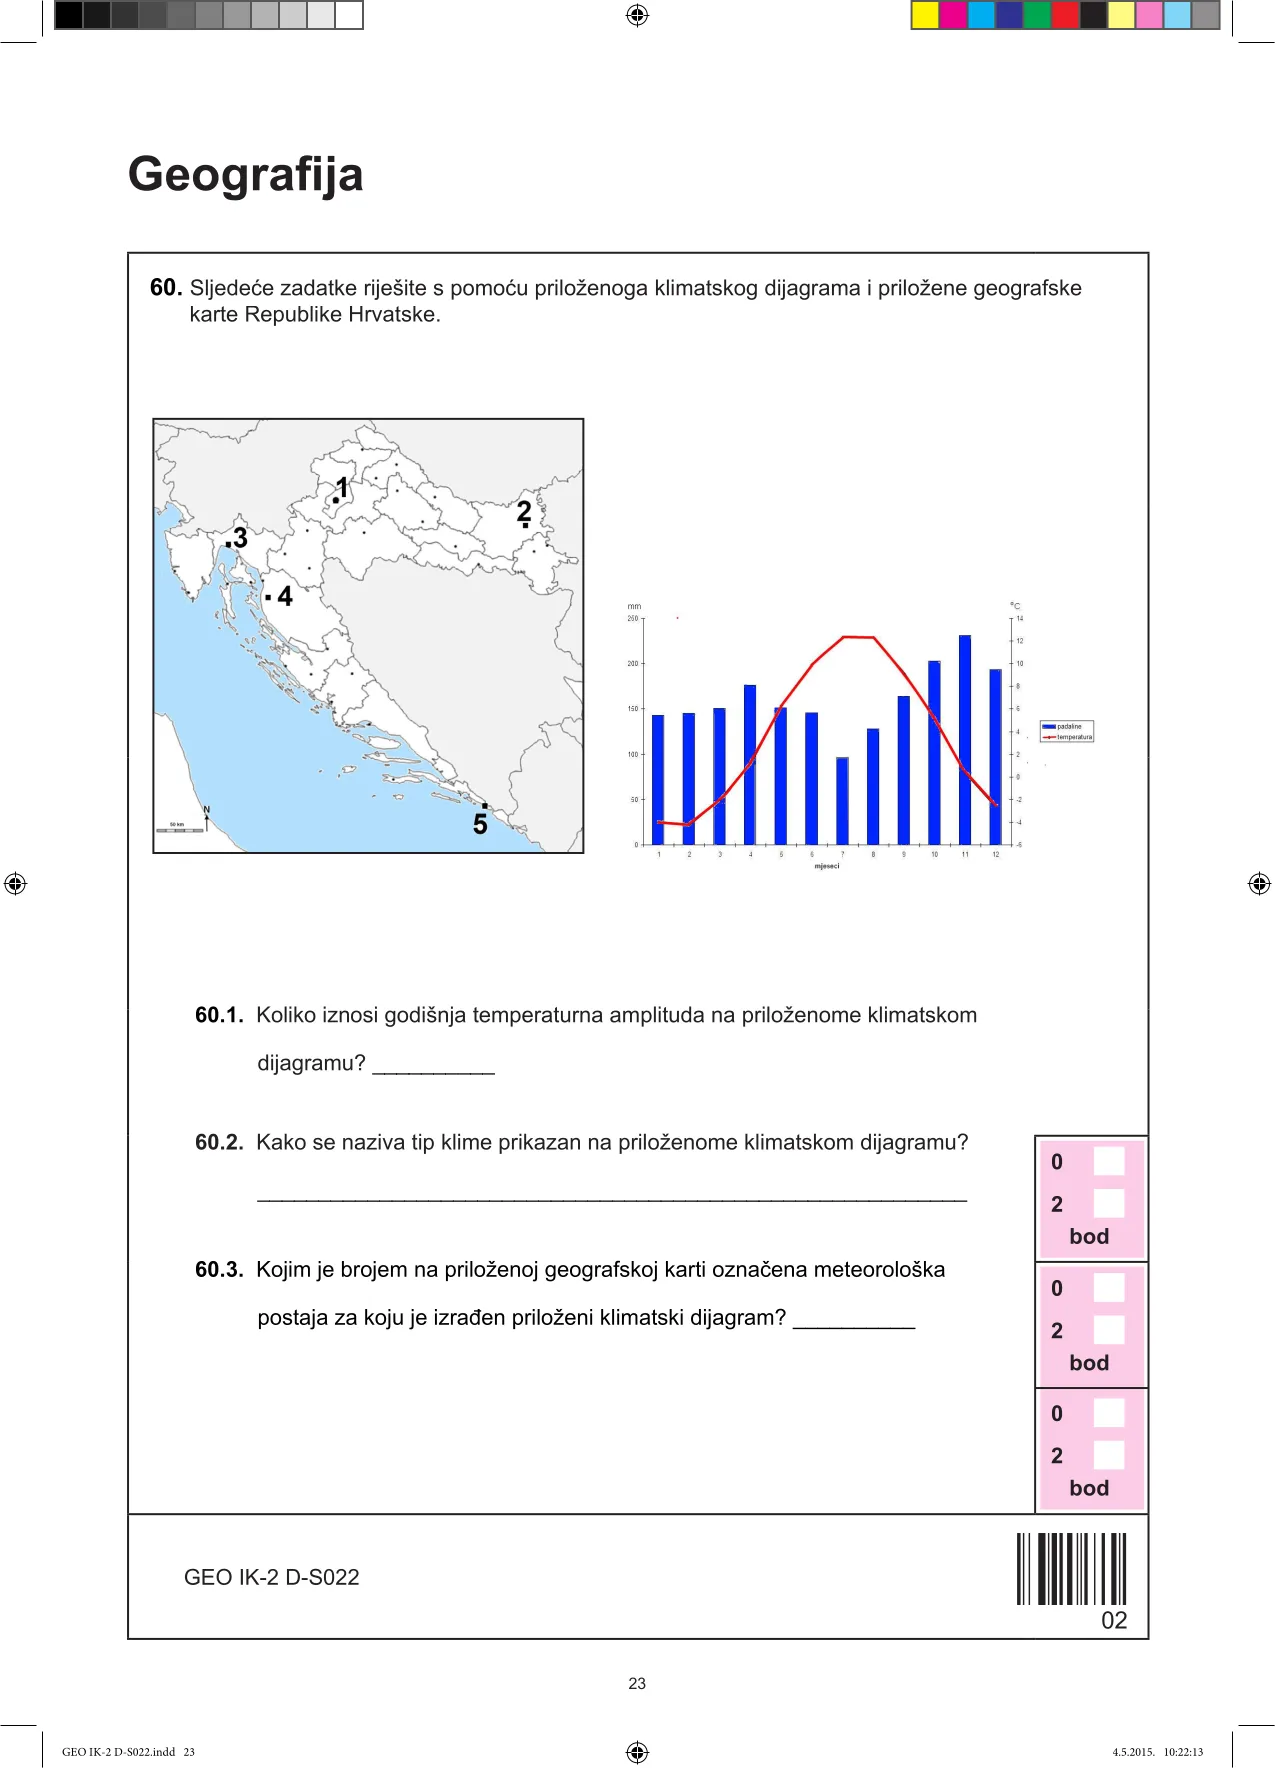 Geografija
60. Sljedeće zadatke riješite s pomoću priloženoga klimatskog dijagrama i priložene geografske
karte Republike Hrvatske.
1
2
3
4
5
N
50 km
mm
°C
250
200
150
100
50
0
14
12
10
8
6
4
2
0
-2
-4
-6
1 2 3 4 5 6 7 8 9 10 11 12
mjeseci
padaline
temperatura
60.1. Koliko iznosi godišnja temperaturna amplituda na priloženome klimatskom
dijagramu? __________
60.2. Kako se naziva tip klime prikazan na priloženome klimatskom dijagramu?
__________________________________________________________
60.3. Kojim je brojem na priloženoj geografskoj karti označena meteorološka
postaja za koju je izrađen priloženi klimatski dijagram? __________
0
2
bod
0
2
bod
0
2
bod
GEO IK-2 D-S022
02
23
GEO IK-2 D-S022.indd 23
4.5.2015. 10:22:13